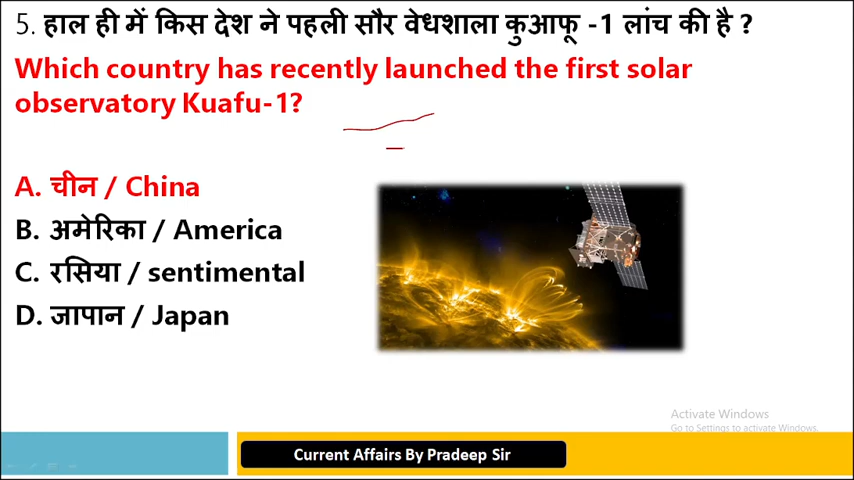 5. हाल ही में किस देश ने पहली सौर वेधशाला कुआफू -1 लांच की है ?
Which country has recently launched the first solar
observatory Kuafu-1?
A. चीन / China
B. अमेरिका / America
C. रसिया / sentimental
D. जापान / Japan
Activate Windows
Go to Settings to activate Windows.
Current Affairs By Pradeep Sir